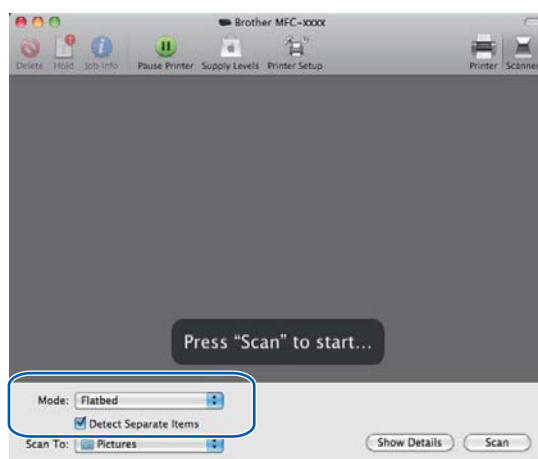 Brother MFC-xxxx
Delete Hold Job Info Pause Printer Supply Levels Printer Setup Printer Scanner
Press “Scan” to start...
Mode: Flatbed
Detect Separate Items
Scan To: Pictures Show Details Scan